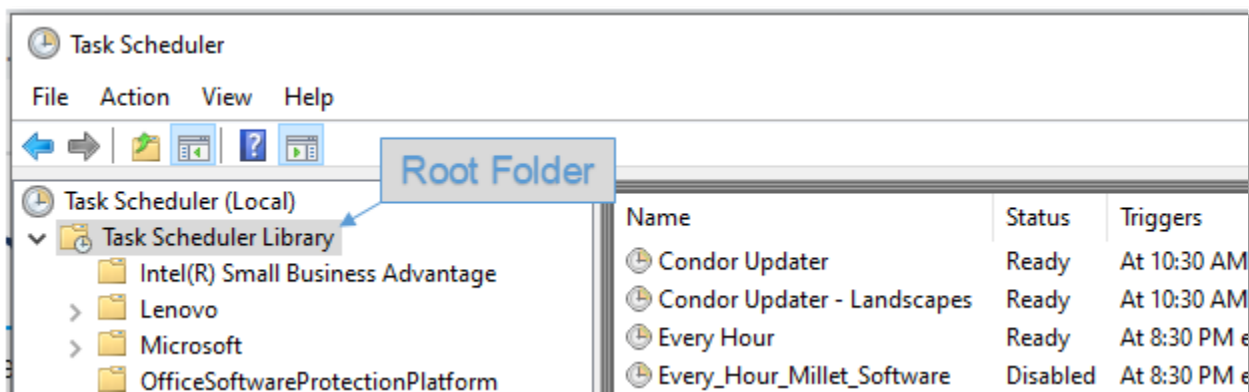 Task Scheduler
File Action View Help
Root Folder
Task Scheduler (Local)
Task Scheduler Library
Intel(R) Small Business Advantage
Lenovo
Microsoft
OfficeSoftwareProtectionPlatform
Name Status Triggers
Condor Updater Ready At 10:30 AM
Condor Updater - Landscapes Ready At 10:30 AM
Every Hour Ready At 8:30 PM e
Every_Hour_Millet_Software Disabled At 8:30 PM e